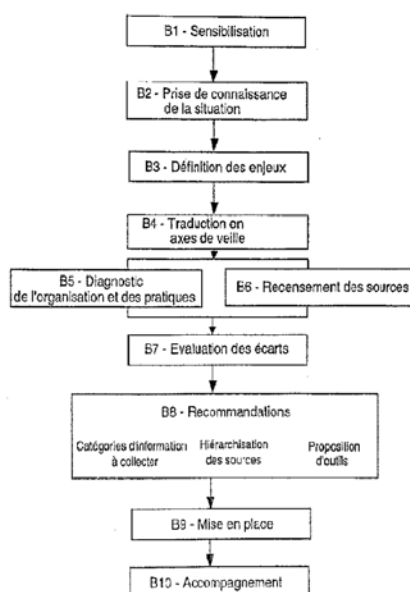 B1 - Sensibilisation
B2 - Prise de connaissance
de la situation
B3 - Définition des enjeux
B4 - Traduction en
axes de veille
B5 - Diagnostic
de l'organisation et des pratiques
B6 - Recensement des sources
B7 - Evaluation des écarts
B8 - Recommandations
Catégories d'information
à collecter
Hiérarchisation
des sources
Proposition
d'outils
B9 - Mise en place
B10 - Accompagnement